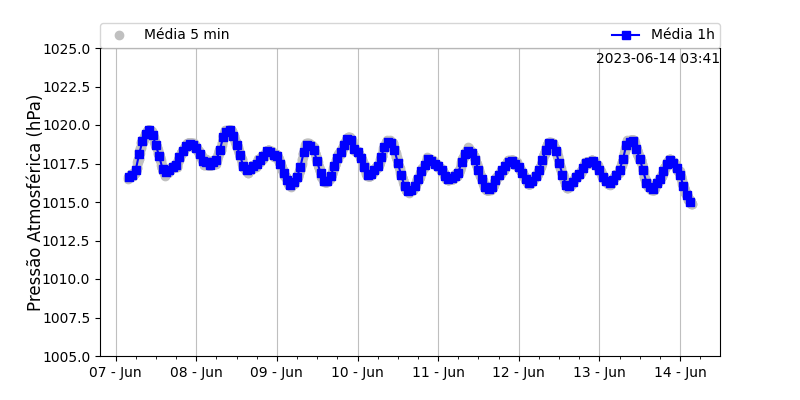 Média 5 min
Média 1h
2023-06-14 03:41
Pressão Atmosférica (hPa)
1025.0
1022.5
1020.0
1017.5
1015.0
1012.5
1010.0
1007.5
1005.0
07 - Jun
08 - Jun
09 - Jun
10 - Jun
11 - Jun
12 - Jun
13 - Jun
14 - Jun